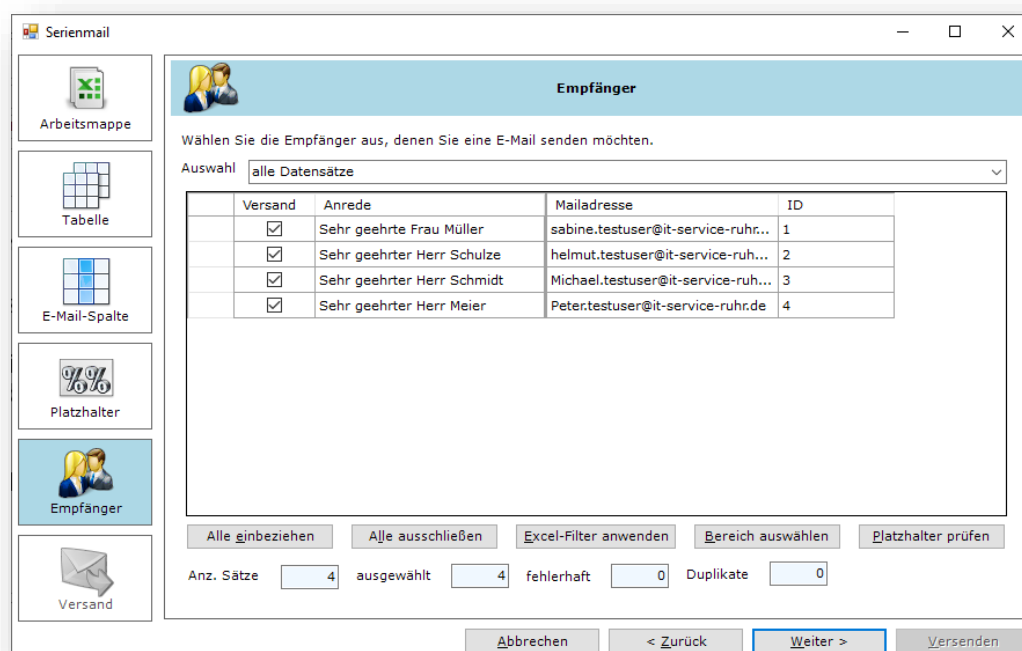 Serienmail
Arbeitsmappe
Tabelle
E-Mail-Spalte
Platzhalter
Empfänger
Versand
Empfänger
Wählen Sie die Empfänger aus, denen Sie eine E-Mail senden möchten.
Auswahl alle Datensätze
Versand Anrede Mailadresse ID
Sehr geehrte Frau Müller sabine.testuser@it-service-ruhr... 1
Sehr geehrter Herr Schulze helmut.testuser@it-service-ruh... 2
Sehr geehrter Herr Schmidt Michael.testuser@it-service-ruh... 3
Sehr geehrter Herr Meier Peter.testuser@it-service-ruhr.de 4
Alle einbeziehen Alle ausschließen Excel-Filter anwenden Bereich auswählen Platzhalter prüfen
Anz. Sätze 4 ausgewählt 4 fehlerhaft 0 Duplikate 0
Abbrechen < Zurück Weiter > Versenden